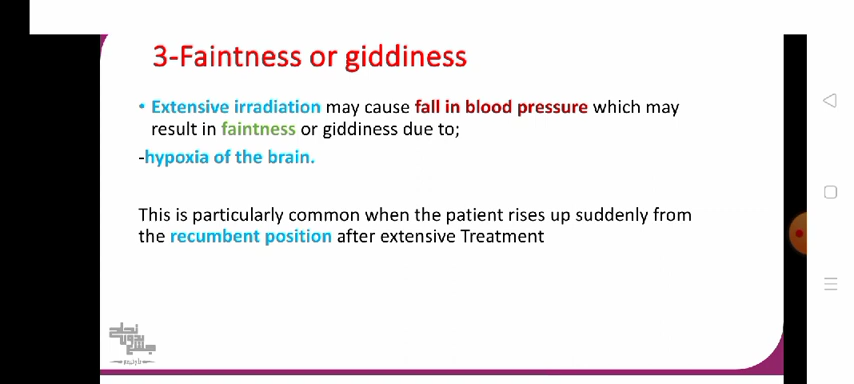 3-Faintness or giddiness
• Extensive irradiation may cause fall in blood pressure which may
result in faintness or giddiness due to;
-hypoxia of the brain.
This is particularly common when the patient rises up suddenly from
the recumbent position after extensive Treatment